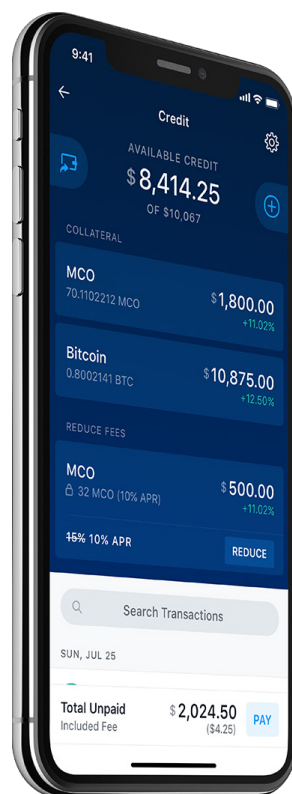 9:41
Credit
AVAILABLE CREDIT
$8,414.25
OF $10,067
COLLATERAL
MCO
$1,800.00
70.1102212 MCO
+11.02%
Bitcoin
$10,875.00
0.8002141 BTC
+12.50%
REDUCE FEES
MCO
$500.00
32 MCO (10% APR)
+11.02%
15% 10% APR
REDUCE
Search Transactions
SUN, JUL 25
Total Unpaid
$2,024.50
PAY
Included Fee
($4.25)